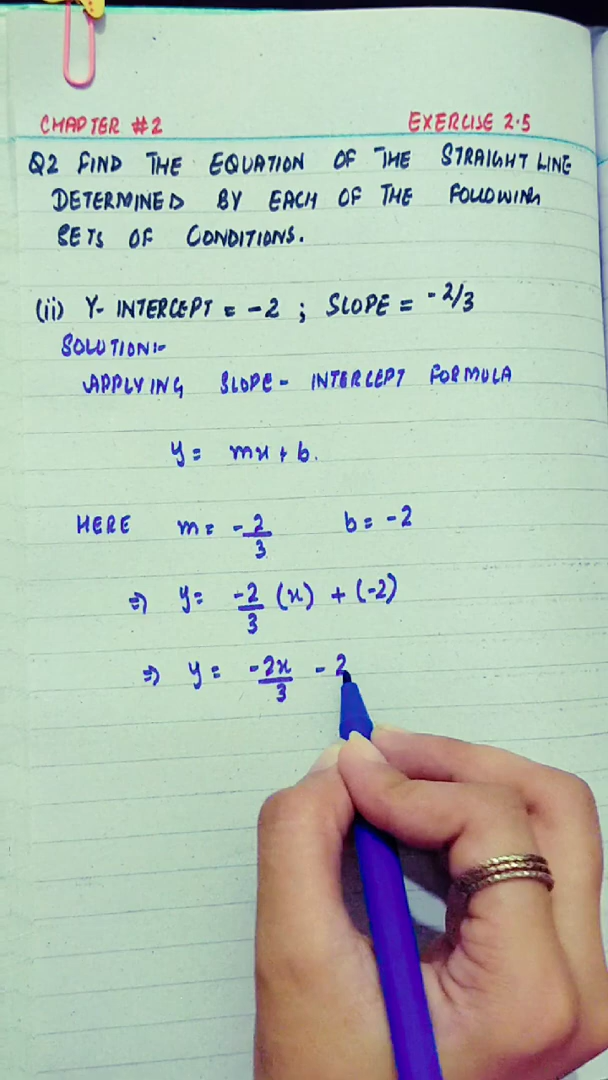 CHAPTER #2 EXERCISE 2.5
Q2 FIND THE EQUATION OF THE STRAIGHT LINE
DETERMINED BY EACH OF THE FOLLOWING
SETS OF CONDITIONS.
(ii) Y-INTERCEPT = -2 ; SLOPE = -2/3
SOLUTION:-
APPLYING SLOPE-INTERCEPT FORMULA
y = mx + b.
HERE m = -2/3 b = -2
⇒ y = -2/3 (x) + (-2)
⇒ y = -2x/3 - 2